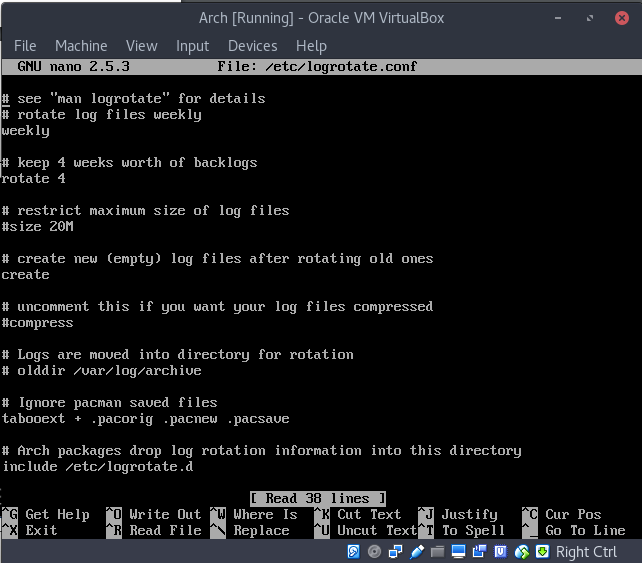 Arch [Running] - Oracle VM VirtualBox
File Machine View Input Devices Help
GNU nano 2.5.3 File: /etc/logrotate.conf
# see "man logrotate" for details
# rotate log files weekly
weekly
# keep 4 weeks worth of backlogs
rotate 4
# restrict maximum size of log files
#size 20M
# create new (empty) log files after rotating old ones
create
# uncomment this if you want your log files compressed
#compress
# Logs are moved into directory for rotation
# olddir /var/log/archive
# Ignore pacman saved files
tabooext + .pacorig .pacnew .pacsave
# Arch packages drop log rotation information into this directory
include /etc/logrotate.d
[ Read 38 lines ]
^G Get Help ^O Write Out ^W Where Is ^K Cut Text ^J Justify ^C Cur Pos
^X Exit ^R Read File ^\ Replace ^U Uncut Text ^T To Spell ^_ Go To Line
Right Ctrl